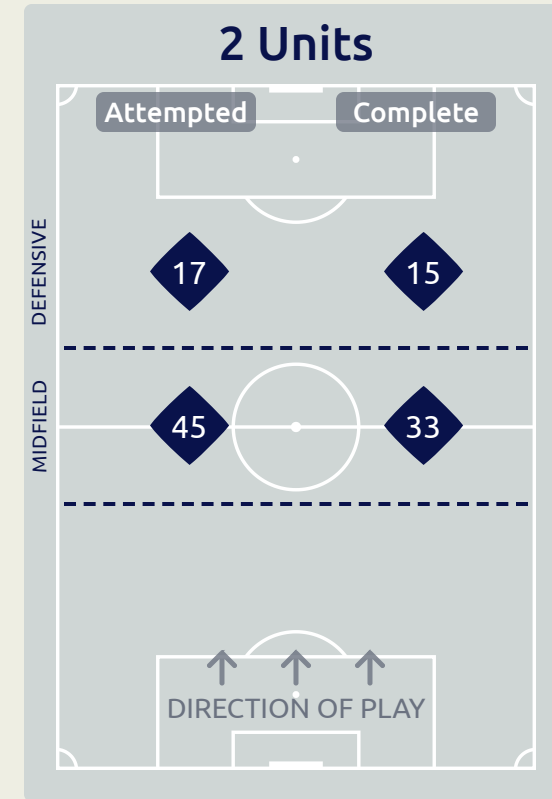 2 Units
Attempted Complete
DEFENSIVE
17 15
MIDFIELD
45 33
DIRECTION OF PLAY